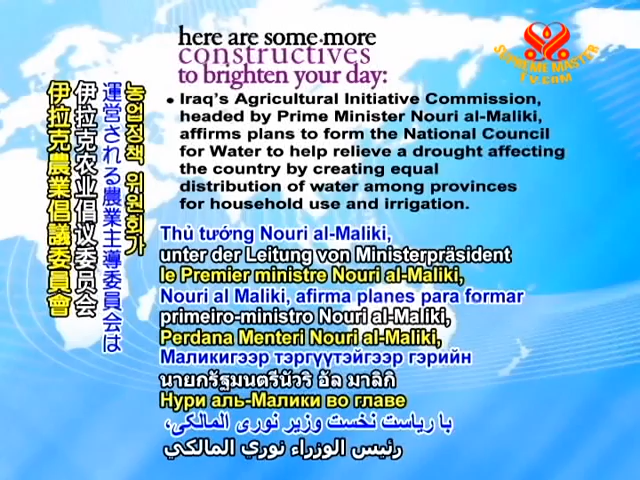 here are some more
constructives
to brighten your day:
SUPREME MASTER
TV.COM
• Iraq's Agricultural Initiative Commission,
headed by Prime Minister Nouri al-Maliki,
affirms plans to form the National Council
for Water to help relieve a drought affecting
the country by creating equal
distribution of water among provinces
for household use and irrigation.
농업정책 위원회가
運営される農業主導委員会は
伊拉克农业倡议委员会
伊拉克農業倡議委員會
Thủ tướng Nouri al-Maliki,
unter der Leitung von Ministerpräsident
le Premier ministre Nouri al-Maliki,
Nouri al Maliki, afirma planes para formar
primeiro-ministro Nouri al-Maliki,
Perdana Menteri Nouri al-Maliki,
Маликигээр тэргүүтэйгээр гэрийн
นายกรัฐมนตรีนัวริ อัล มาลิกิ
Нури аль-Малики во главе
با ریاست نخست وزیر نوری المالکی،
رئيس الوزراء نوري المالكي